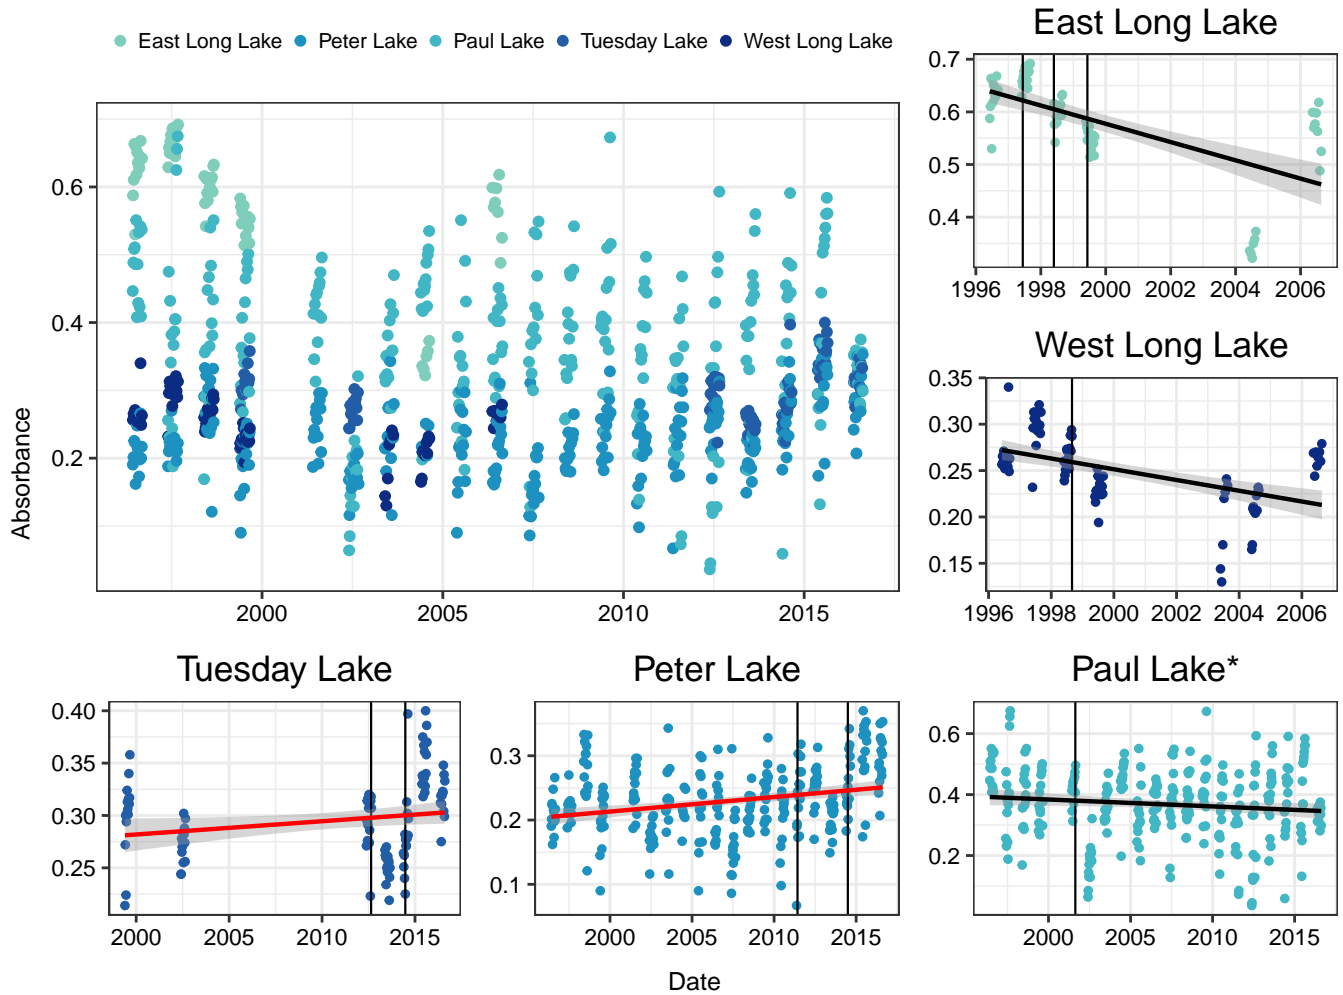 East Long Lake Peter Lake Paul Lake Tuesday Lake West Long Lake
Absorbance
0.6
0.4
0.2
2000 2005 2010 2015
East Long Lake
0.7
0.6
0.5
0.4
1996 1998 2000 2002 2004 2006
West Long Lake
0.35
0.30
0.25
0.20
0.15
1996 1998 2000 2002 2004 2006
Tuesday Lake
0.40
0.35
0.30
0.25
2000 2005 2010 2015
Peter Lake
0.3
0.2
0.1
2000 2005 2010 2015
Paul Lake*
0.6
0.4
0.2
2000 2005 2010 2015
Date